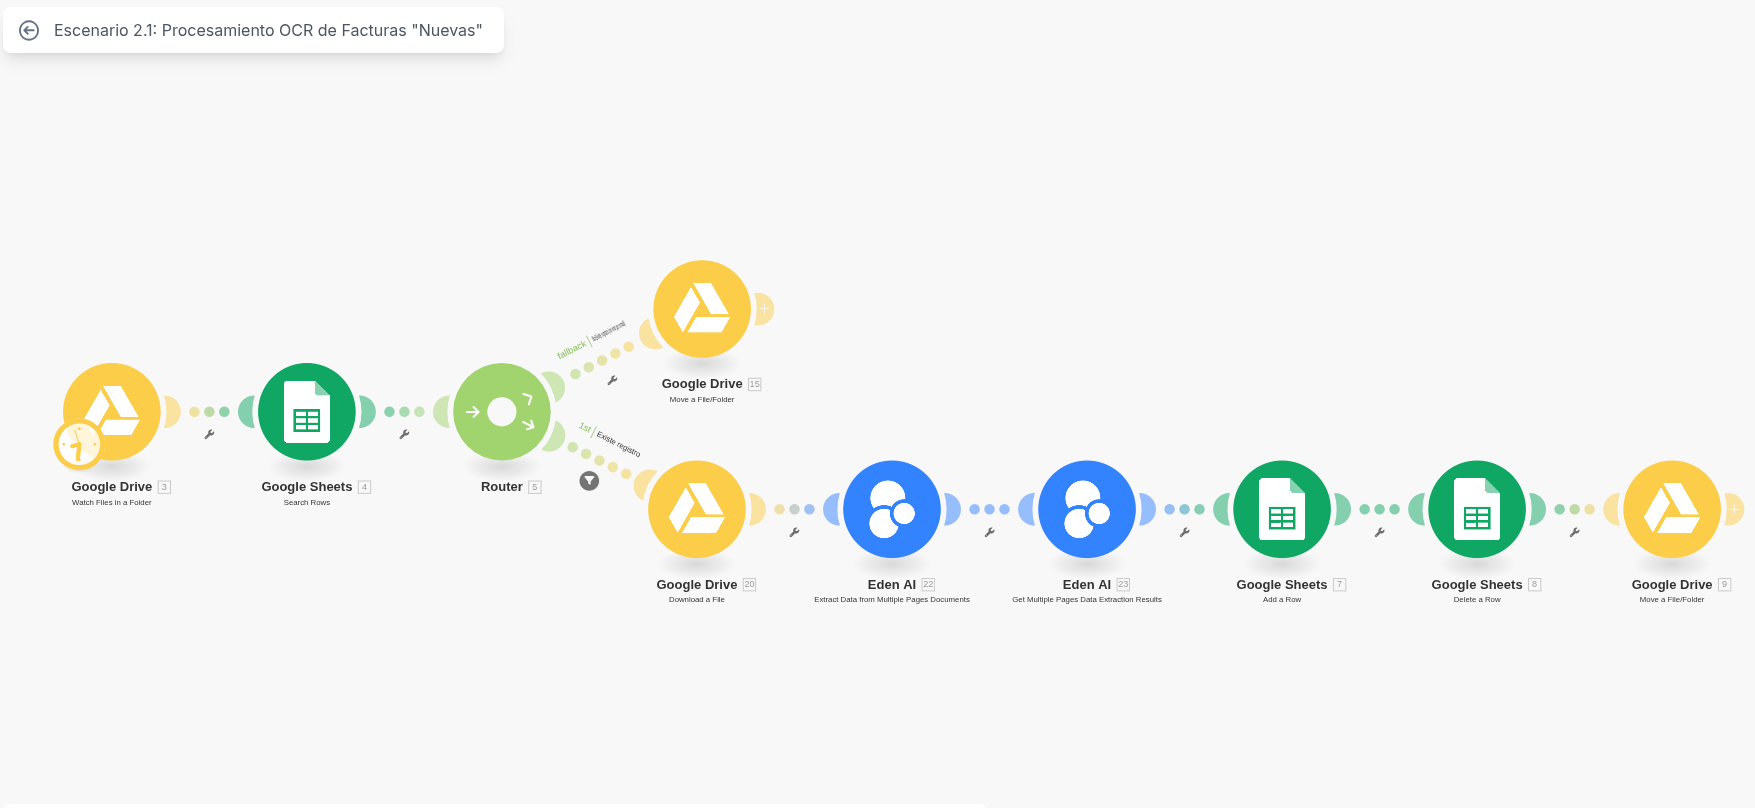 Escenario 2.1: Procesamiento OCR de Facturas "Nuevas"
fallback
Google Drive 15
Move a File/Folder
1st Existe registro
Google Drive 3
Watch Files in a Folder
Google Sheets 4
Search Rows
Router 5
Google Drive 20
Download a File
Eden AI 22
Extract Data from Multiple Pages Documents
Eden AI 23
Get Multiple Pages Data Extraction Results
Google Sheets 7
Add a Row
Google Sheets 8
Delete a Row
Google Drive 9
Move a File/Folder